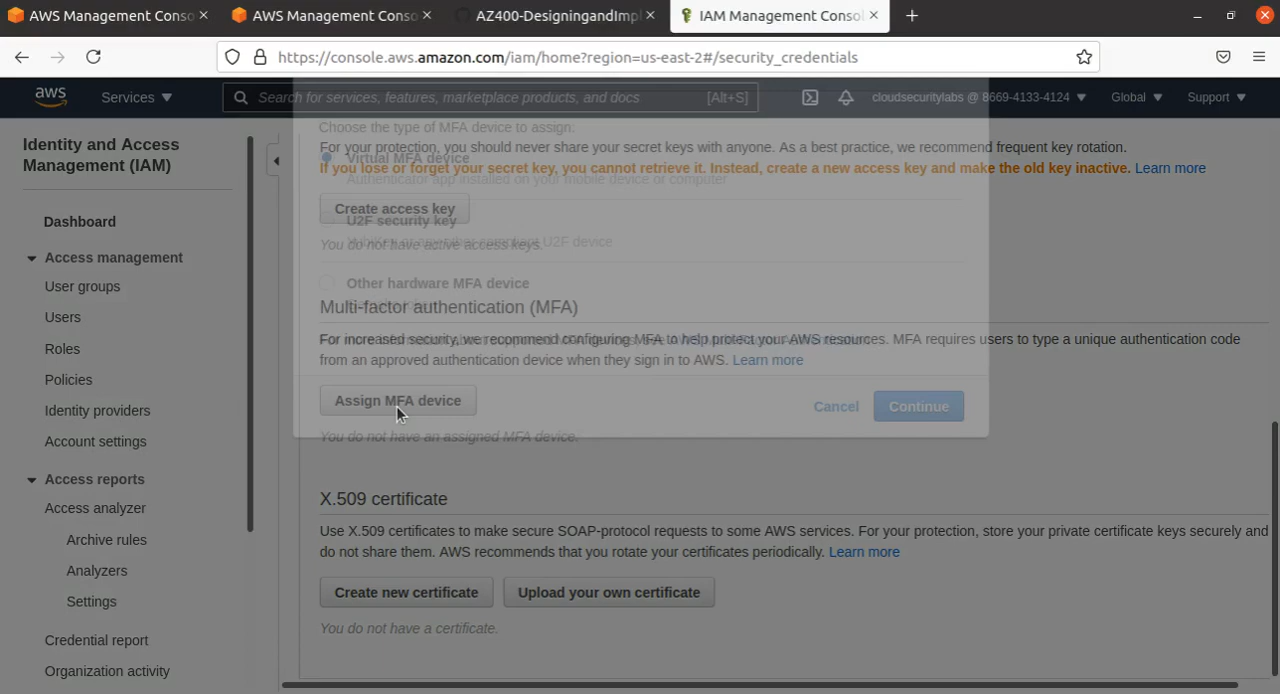 AWS Management Conso
AWS Management Conso
AZ400-DesigningandImpl
IAM Management Consol
https://console.aws.amazon.com/iam/home?region=us-east-2#/security_credentials
aws
Services
Search for services, features, marketplace products, and docs
[Alt+S]
cloudsecuritylabs @ 8669-4133-4124
Global
Support
Identity and Access
Management (IAM)
Dashboard
Access management
User groups
Users
Roles
Policies
Identity providers
Account settings
Access reports
Access analyzer
Archive rules
Analyzers
Settings
Credential report
Organization activity
Choose the type of MFA device to assign:
For your protection, you should never share your secret keys with anyone. As a best practice, we recommend frequent key rotation.
Virtual MFA device
If you lose or forget your secret key, you cannot retrieve it. Instead, create a new access key and make the old key inactive. Learn more
Authenticator app installed on your mobile device or computer
Create access key
U2F security key
You do not have active access keys.
U2F device
Other hardware MFA device
Multi-factor authentication (MFA)
For increased security, we recommend configuring MFA to help protect your AWS resources. MFA requires users to type a unique authentication code
from an approved authentication device when they sign in to AWS. Learn more
Assign MFA device
Cancel
Continue
You do not have an assigned MFA device.
X.509 certificate
Use X.509 certificates to make secure SOAP-protocol requests to some AWS services. For your protection, store your private certificate keys securely and
do not share them. AWS recommends that you rotate your certificates periodically. Learn more
Create new certificate
Upload your own certificate
You do not have a certificate.